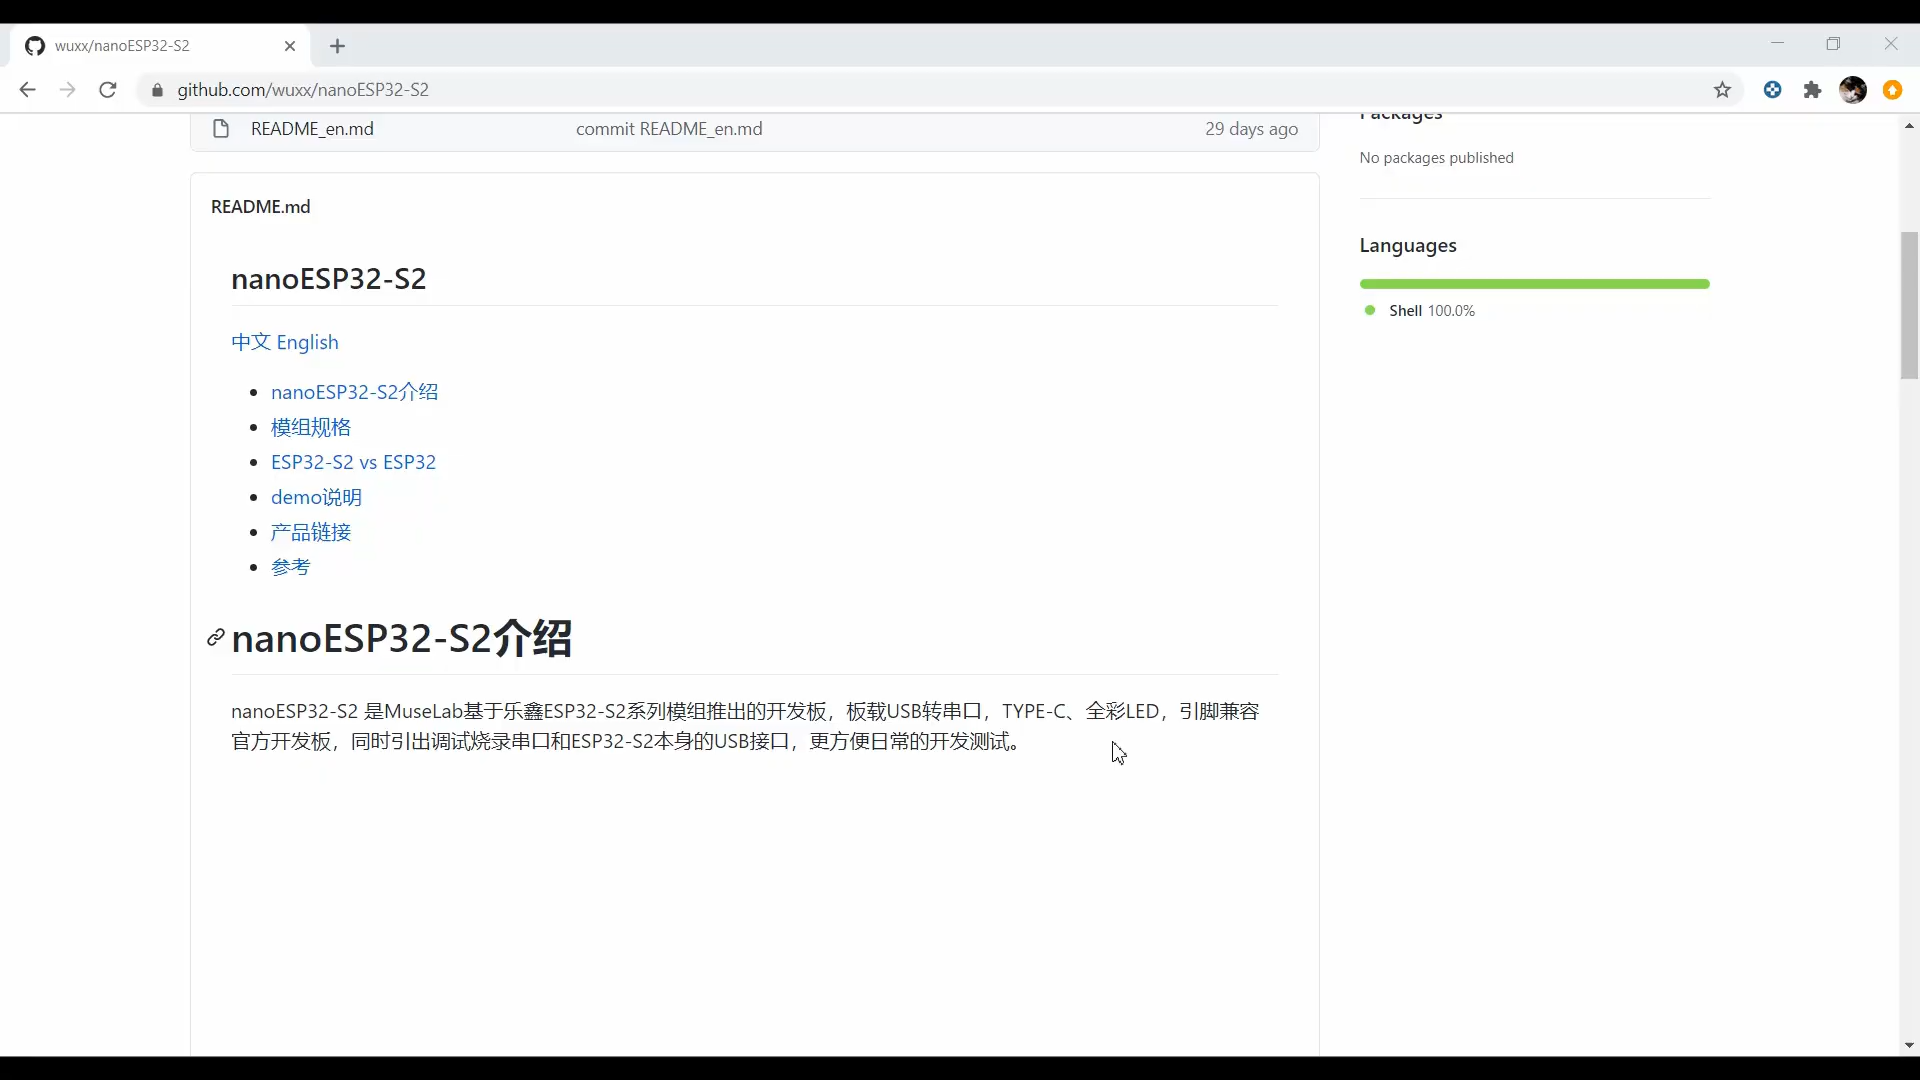 wuxx/nanoESP32-S2
github.com/wuxx/nanoESP32-S2
README_en.md commit README_en.md 29 days ago
Packages
No packages published
README.md
Languages
Shell 100.0%
nanoESP32-S2
中文 English
nanoESP32-S2介绍
模组规格
ESP32-S2 vs ESP32
demo说明
产品链接
参考
nanoESP32-S2介绍
nanoESP32-S2 是MuseLab基于乐鑫ESP32-S2系列模组推出的开发板，板载USB转串口，TYPE-C、全彩LED，引脚兼容
官方开发板，同时引出调试烧录串口和ESP32-S2本身的USB接口，更方便日常的开发测试。